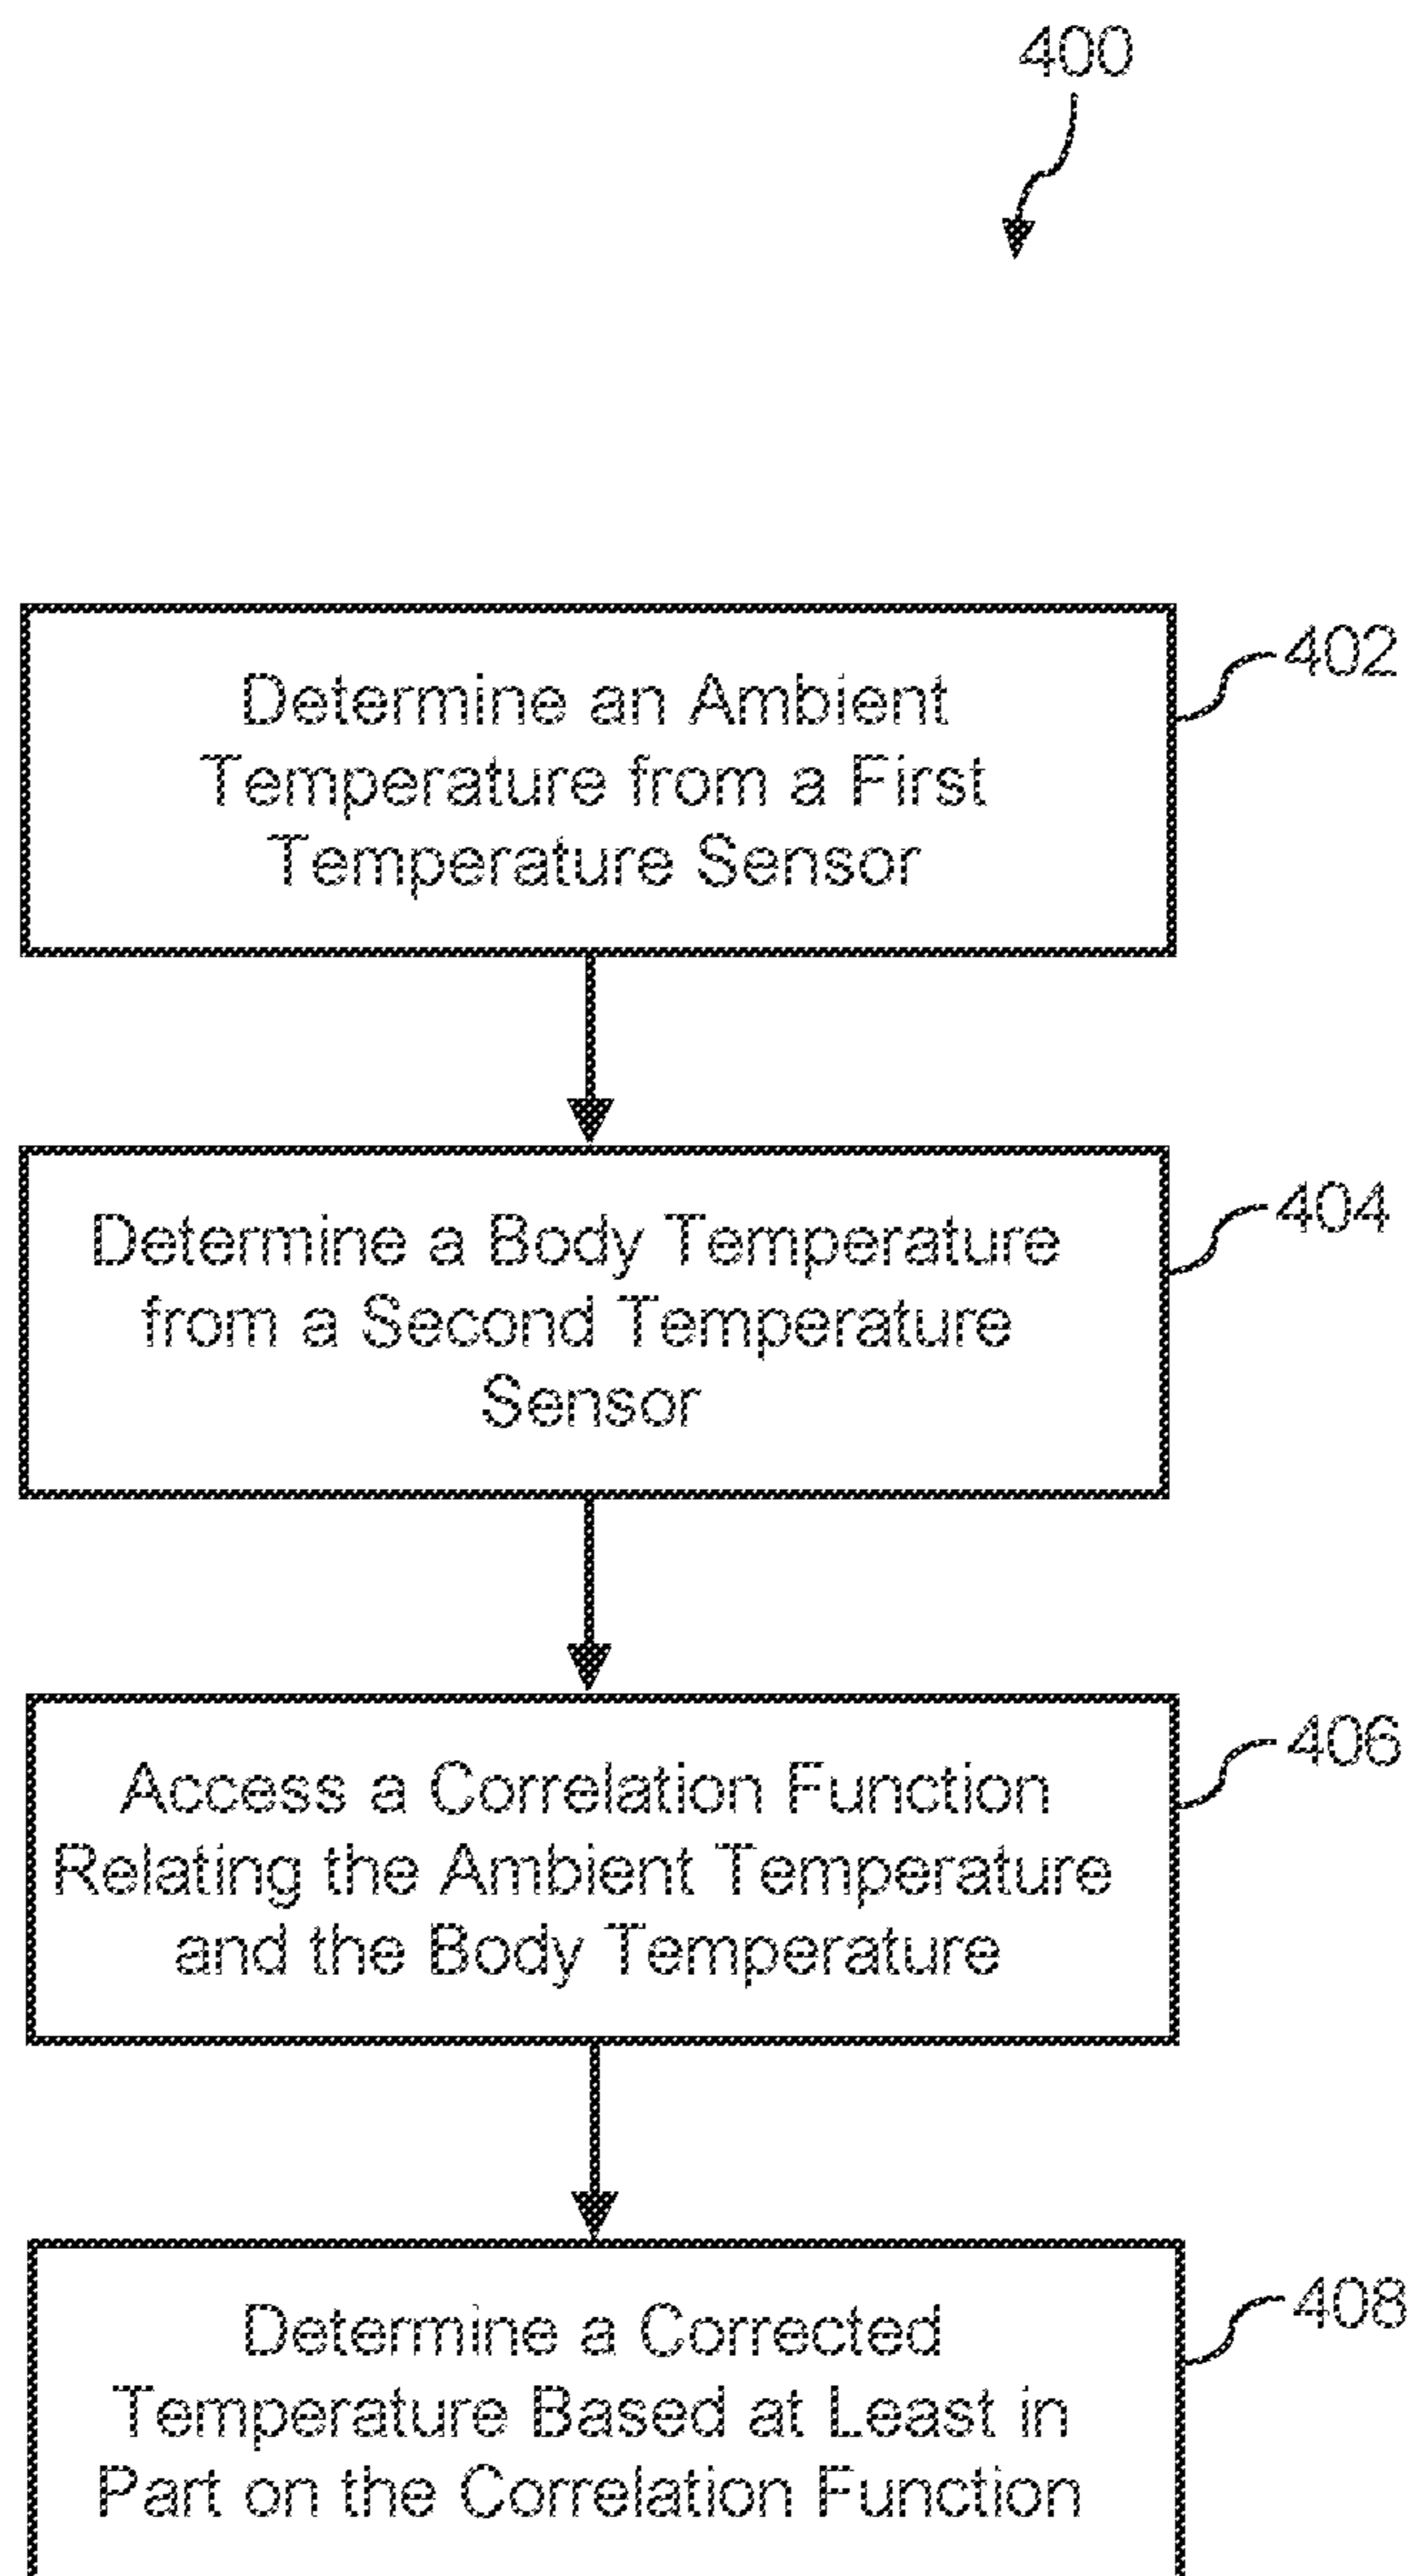 400
Determine an Ambient
Temperature from a First
Temperature Sensor
402
Determine a Body Temperature
from a Second Temperature
Sensor
404
Access a Correlation Function
Relating the Ambient Temperature
and the Body Temperature
406
Determine a Corrected
Temperature Based at Least in
Part on the Correlation Function
408